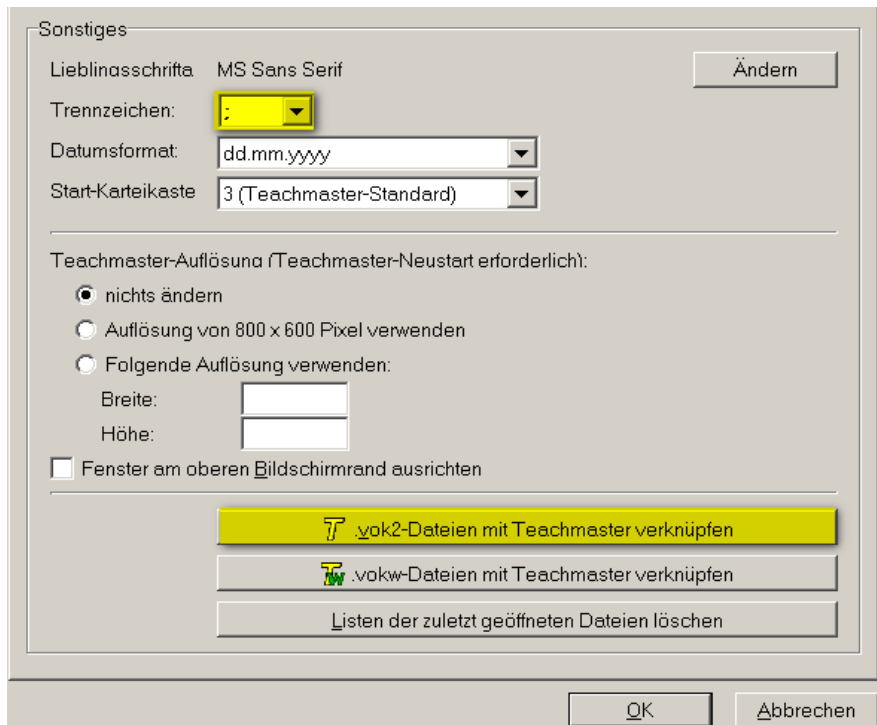 Sonstiges
Lieblingsschrifta MS Sans Serif Ändern
Trennzeichen: ;
Datumsformat: dd.mm.yyyy
Start-Karteikaste 3 (Teachmaster-Standard)
Teachmaster-Auflösung (Teachmaster-Neustart erforderlich):
nichts ändern
Auflösung von 800 x 600 Pixel verwenden
Folgende Auflösung verwenden:
Breite:
Höhe:
Fenster am oberen Bildschirmrand ausrichten
T .vok2-Dateien mit Teachmaster verknüpfen
Tw .vokw-Dateien mit Teachmaster verknüpfen
Listen der zuletzt geöffneten Dateien löschen
OK Abbrechen